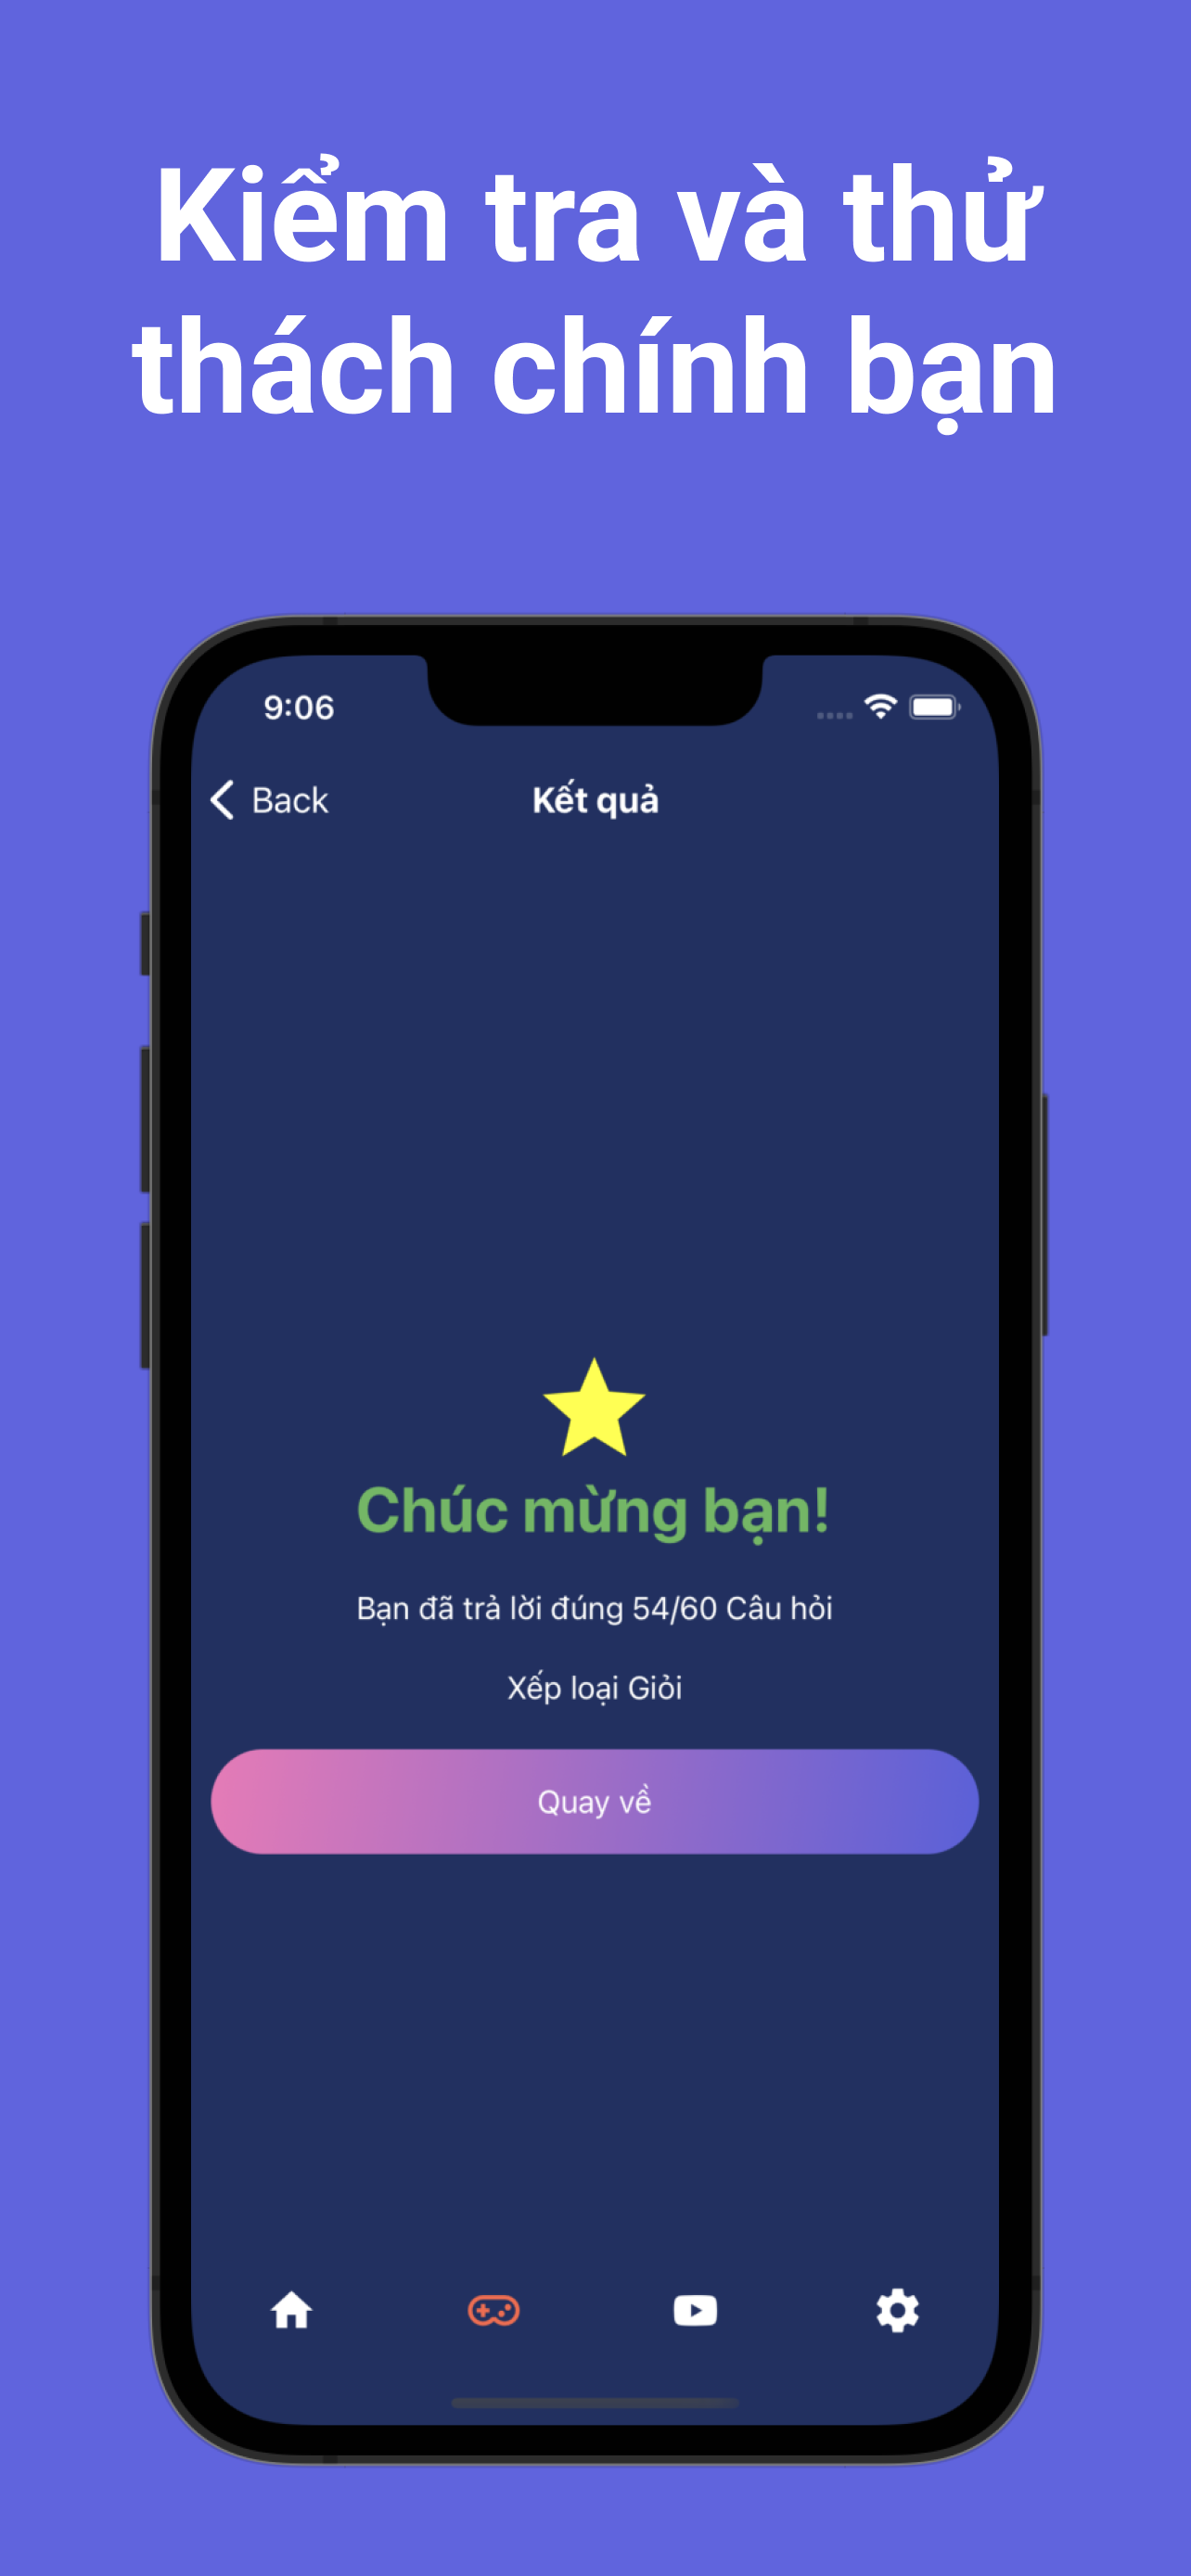 Kiểm tra và thử
thách chính bạn
9:06
Back
Kết quả
Chúc mừng bạn!
Bạn đã trả lời đúng 54/60 Câu hỏi
Xếp loại Giỏi
Quay về